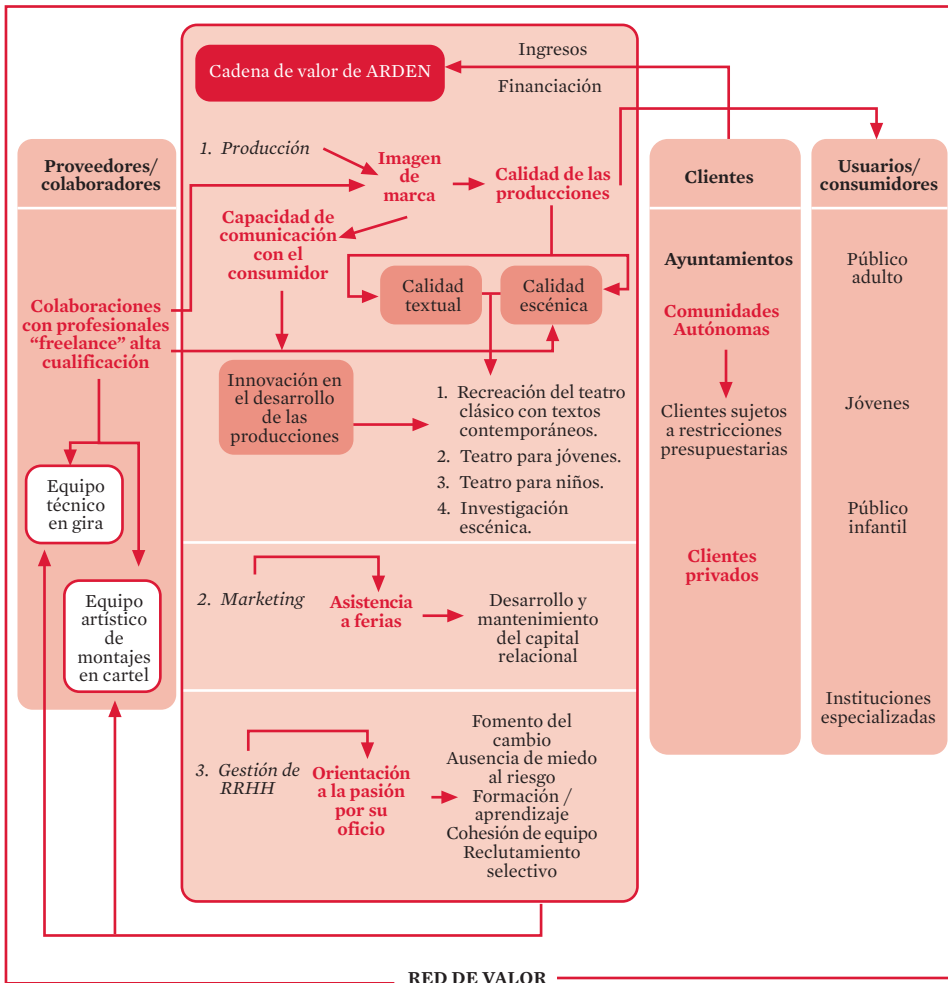 Cadena de valor de ARDEN
Ingresos
Financiación
Proveedores/
colaboradores
Colaboraciones
con profesionales
“freelance” alta
cualificación
Equipo
técnico
en gira
Equipo
artístico
de
montajes
en cartel
1. Producción
Imagen
de
marca
Calidad de las
producciones
Capacidad de
comunicación
con el
consumidor
Calidad
textual
Calidad
escénica
Innovación en
el desarrollo
de las
producciones
1. Recreación del teatro
clásico con textos
contemporáneos.
2. Teatro para jóvenes.
3. Teatro para niños.
4. Investigación
escénica.
2. Marketing
Asistencia
a ferias
Desarrollo y
mantenimiento
del capital
relacional
3. Gestión de
RRHH
Orientación
a la pasión
por su
oficio
Fomento del
cambio
Ausencia de miedo
al riesgo
Formación /
aprendizaje
Cohesión de equipo
Reclutamiento
selectivo
Clientes
Ayuntamientos
Comunidades
Autónomas
Clientes sujetos
a restricciones
presupuestarias
Clientes
privados
Usuarios/
consumidores
Público
adulto
Jóvenes
Público
infantil
Instituciones
especializadas
RED DE VALOR